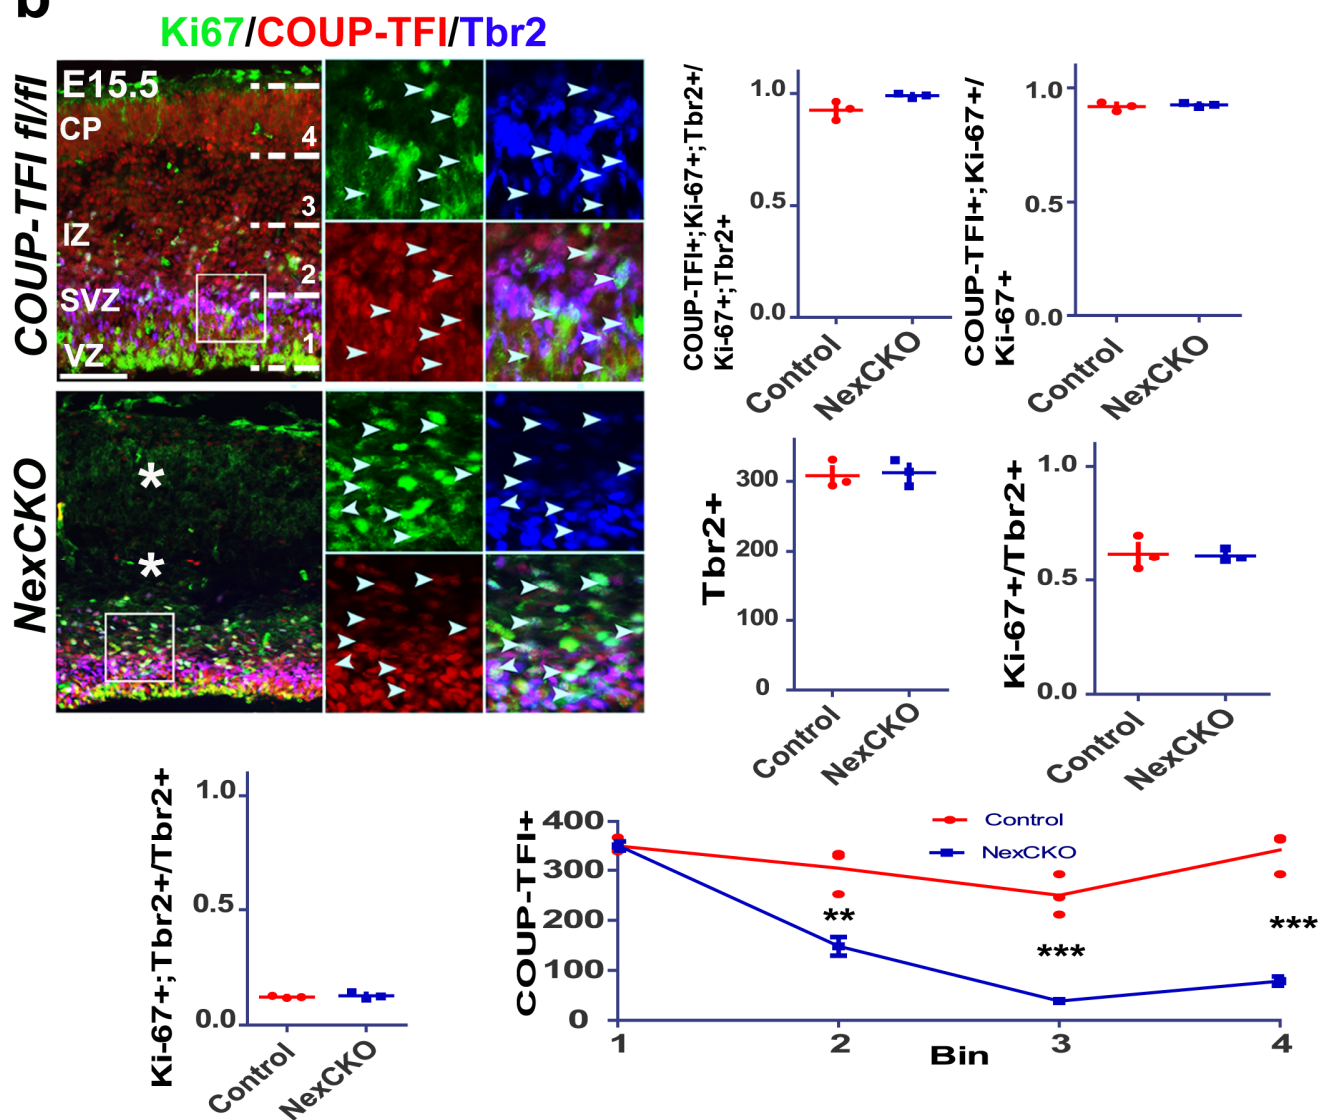 b
Ki67/COUP-TFI/Tbr2
COUP-TFI fl/fl
E15.5
CP
4
3
IZ
2
SVZ
1
VZ
NexCKO
*
*
COUP-TFI+;Ki-67+;Tbr2+/
Ki-67+;Tbr2+
1.0
0.5
0.0
Control
NexCKO
COUP-TFI+;Ki-67+/
Ki-67+
1.0
0.5
0.0
Control
NexCKO
Tbr2+
300
200
100
0
Control
NexCKO
Ki-67+/Tbr2+
1.0
0.5
0.0
Control
NexCKO
Ki-67+;Tbr2+/Tbr2+
1.0
0.5
0.0
Control
NexCKO
COUP-TFI+
400
300
200
100
0
Control
NexCKO
**
***
***
1
2
3
4
Bin